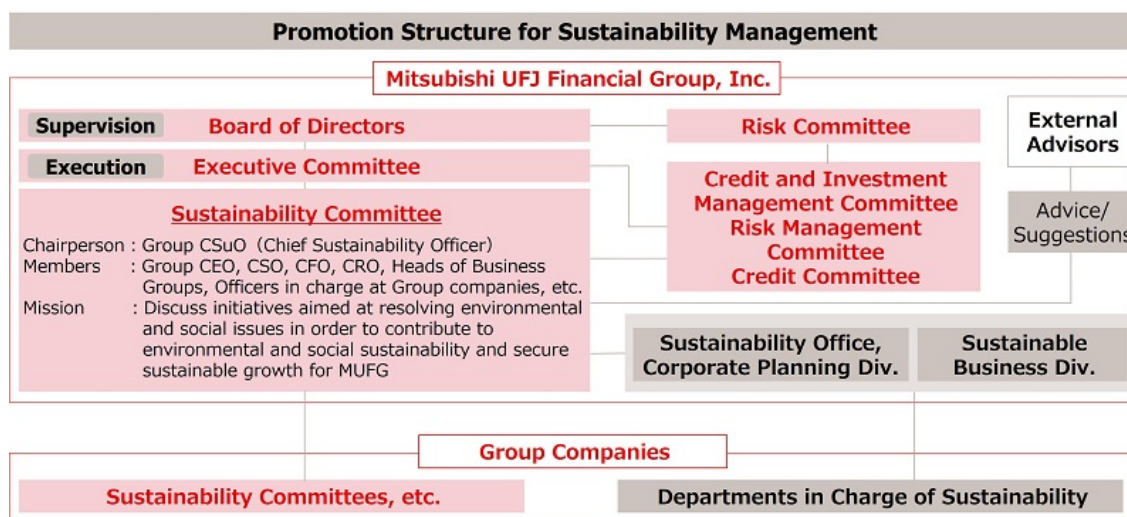 Promotion Structure for Sustainability Management
Mitsubishi UFJ Financial Group, Inc.
Supervision Board of Directors
Risk Committee
External
Advisors
Execution Executive Committee
Credit and Investment
Management Committee
Risk Management
Committee
Credit Committee
Advice/
Suggestions
Sustainability Committee
Chairperson : Group CSuO (Chief Sustainability Officer)
Members : Group CEO, CSO, CFO, CRO, Heads of Business
Groups, Officers in charge at Group companies, etc.
Mission : Discuss initiatives aimed at resolving environmental
and social issues in order to contribute to
environmental and social sustainability and secure
sustainable growth for MUFG
Sustainability Office,
Corporate Planning Div.
Sustainable
Business Div.
Group Companies
Sustainability Committees, etc.
Departments in Charge of Sustainability